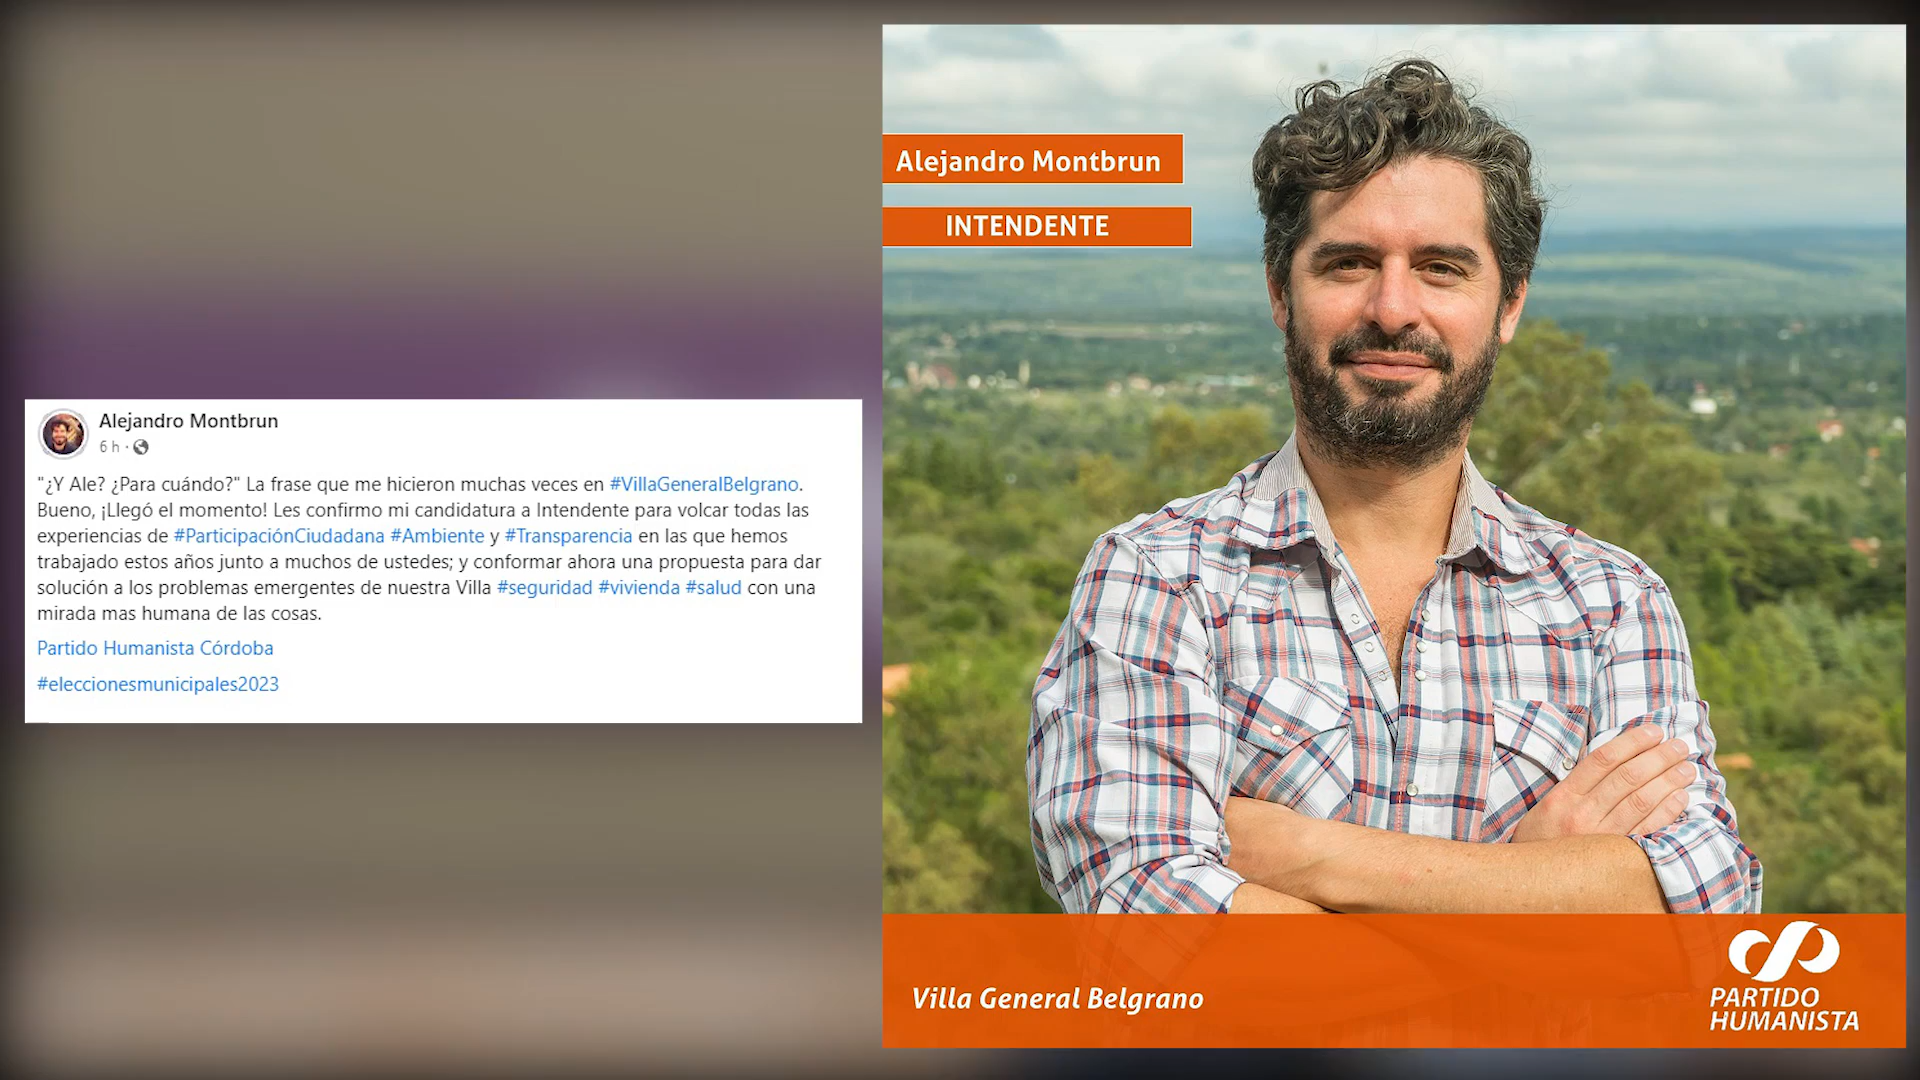 Alejandro Montbrun
6 h ·
"¿Y Ale? ¿Para cuándo?" La frase que me hicieron muchas veces en #VillaGeneralBelgrano.
Bueno, ¡Llegó el momento! Les confirmo mi candidatura a Intendente para volcar todas las
experiencias de #ParticipaciónCiudadana #Ambiente y #Transparencia en las que hemos
trabajado estos años junto a muchos de ustedes; y conformar ahora una propuesta para dar
solución a los problemas emergentes de nuestra Villa #seguridad #vivienda #salud con una
mirada mas humana de las cosas.
Partido Humanista Córdoba
#eleccionesmunicipales2023
Alejandro Montbrun
INTENDENTE
Villa General Belgrano
PARTIDO
HUMANISTA